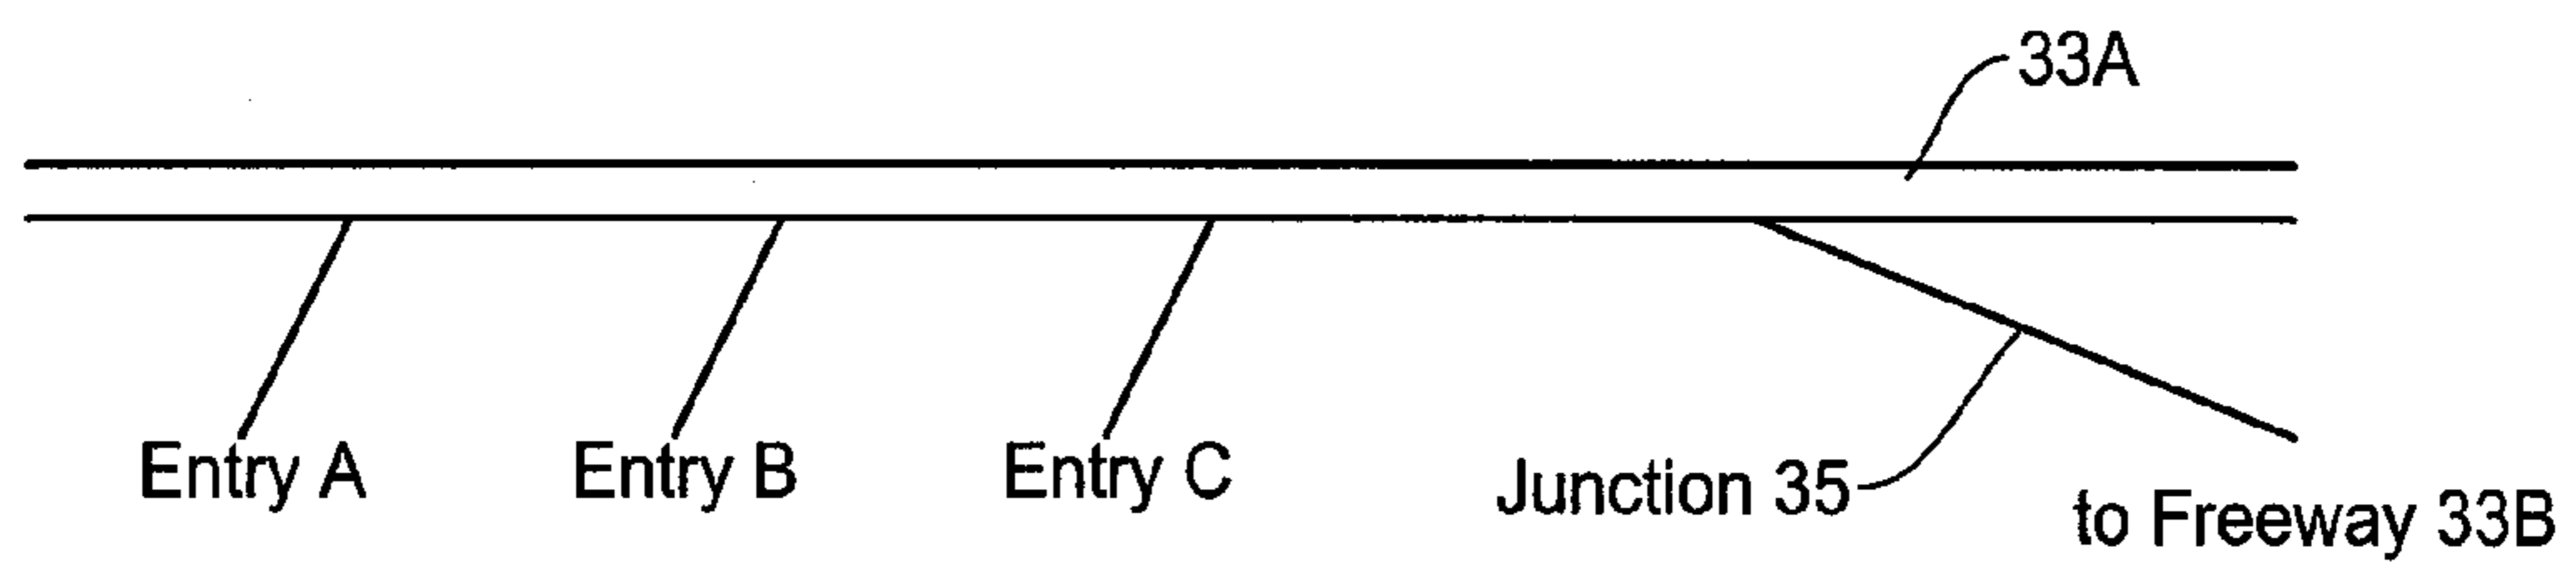 33A
Entry A
Entry B
Entry C
Junction 35
to Freeway 33B